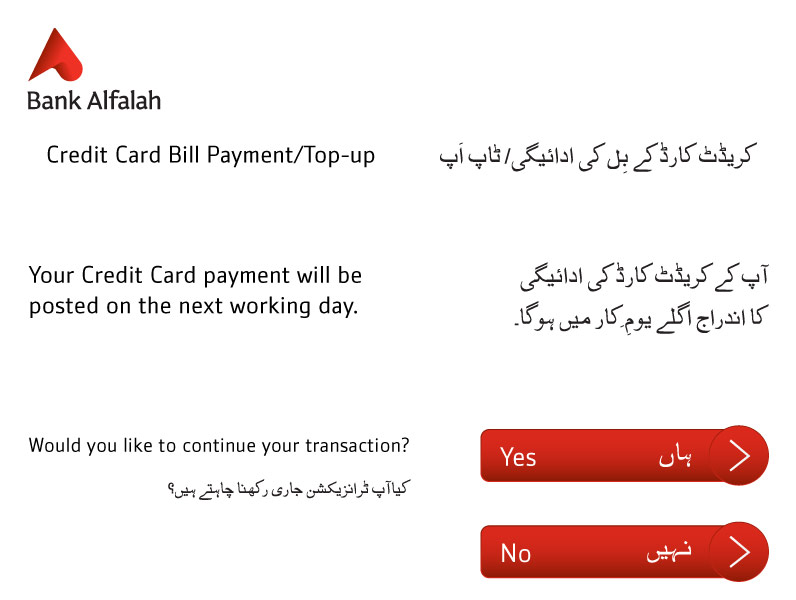 Bank Alfalah
Credit Card Bill Payment/Top-up
کریڈٹ کارڈ کے بِل کی ادائیگی/ ٹاپ اَپ
Your Credit Card payment will be
posted on the next working day.
آپ کے کریڈٹ کارڈ کی ادائیگی
کا اندراج اگلے یومِ کار میں ہوگا۔
Would you like to continue your transaction?
کیا آپ ٹرانزیکشن جاری رکھنا چاہتے ہیں؟
Yes ہاں
No نہیں